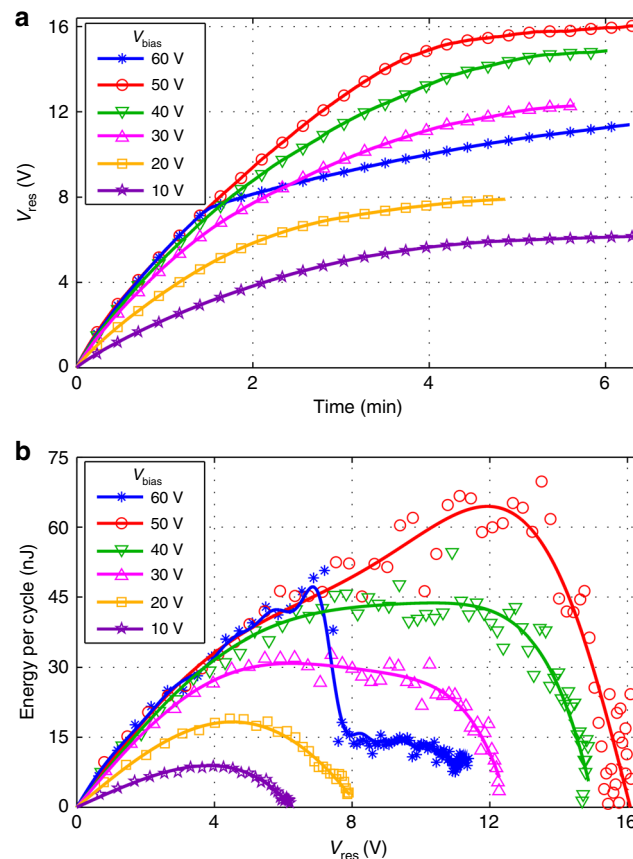 a
16
12
8
4
0
V_res (V)
V_bias
60 V
50 V
40 V
30 V
20 V
10 V
0
2
4
6
Time (min)
b
75
60
45
30
15
0
Energy per cycle (nJ)
V_bias
60 V
50 V
40 V
30 V
20 V
10 V
0
4
8
12
16
V_res (V)